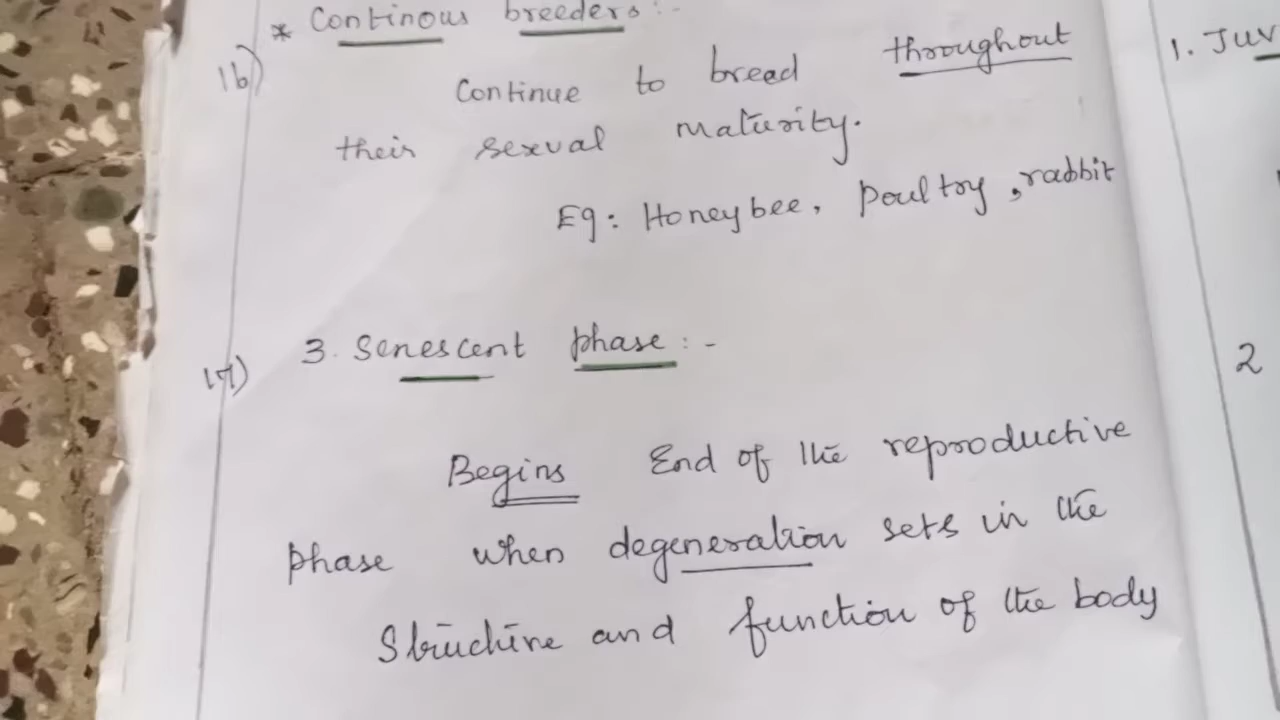 * Continous breeders:-
16)
Continue to bread throughout
their sexual maturity.
Eg: Honeybee, Poultry, rabbit
17) 3. Senescent phase:-
Begins End of the reproductive
phase when degeneration sets in the
Structure and function of the body
1. Juv
2